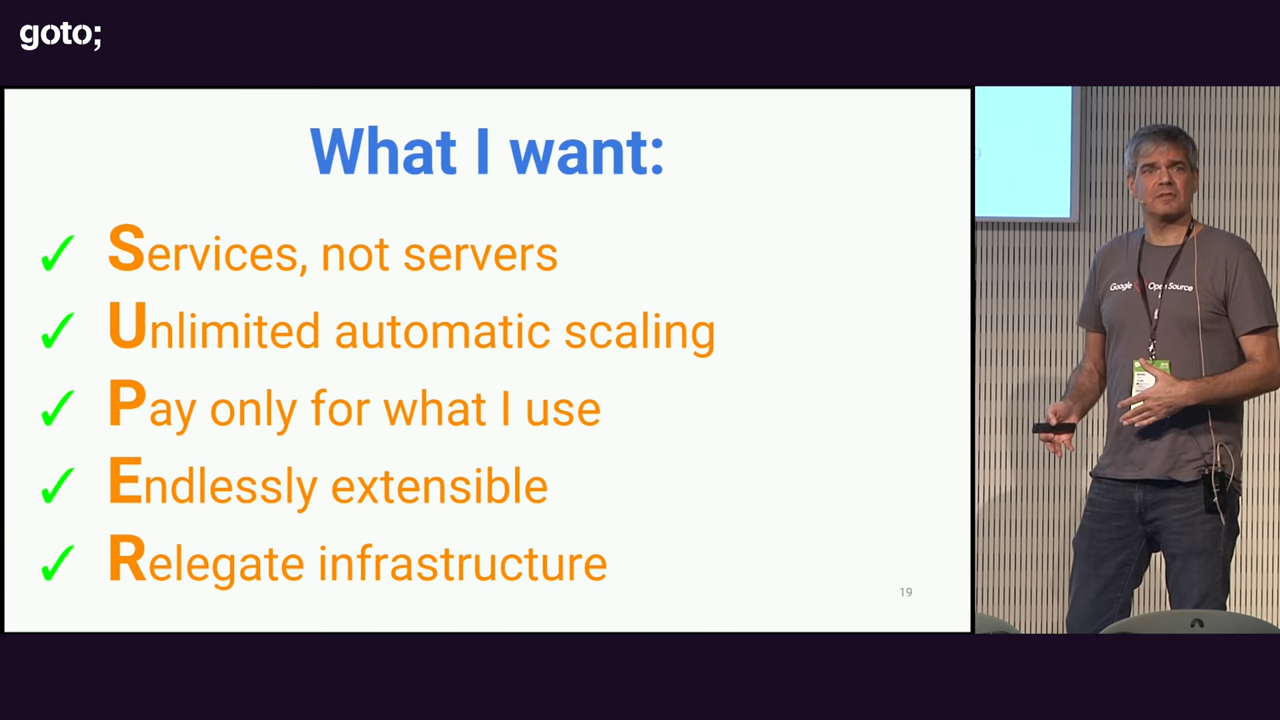 goto;
What I want:
✓ Services, not servers
✓ Unlimited automatic scaling
✓ Pay only for what I use
✓ Endlessly extensible
✓ Relegate infrastructure
19
Google Open Source